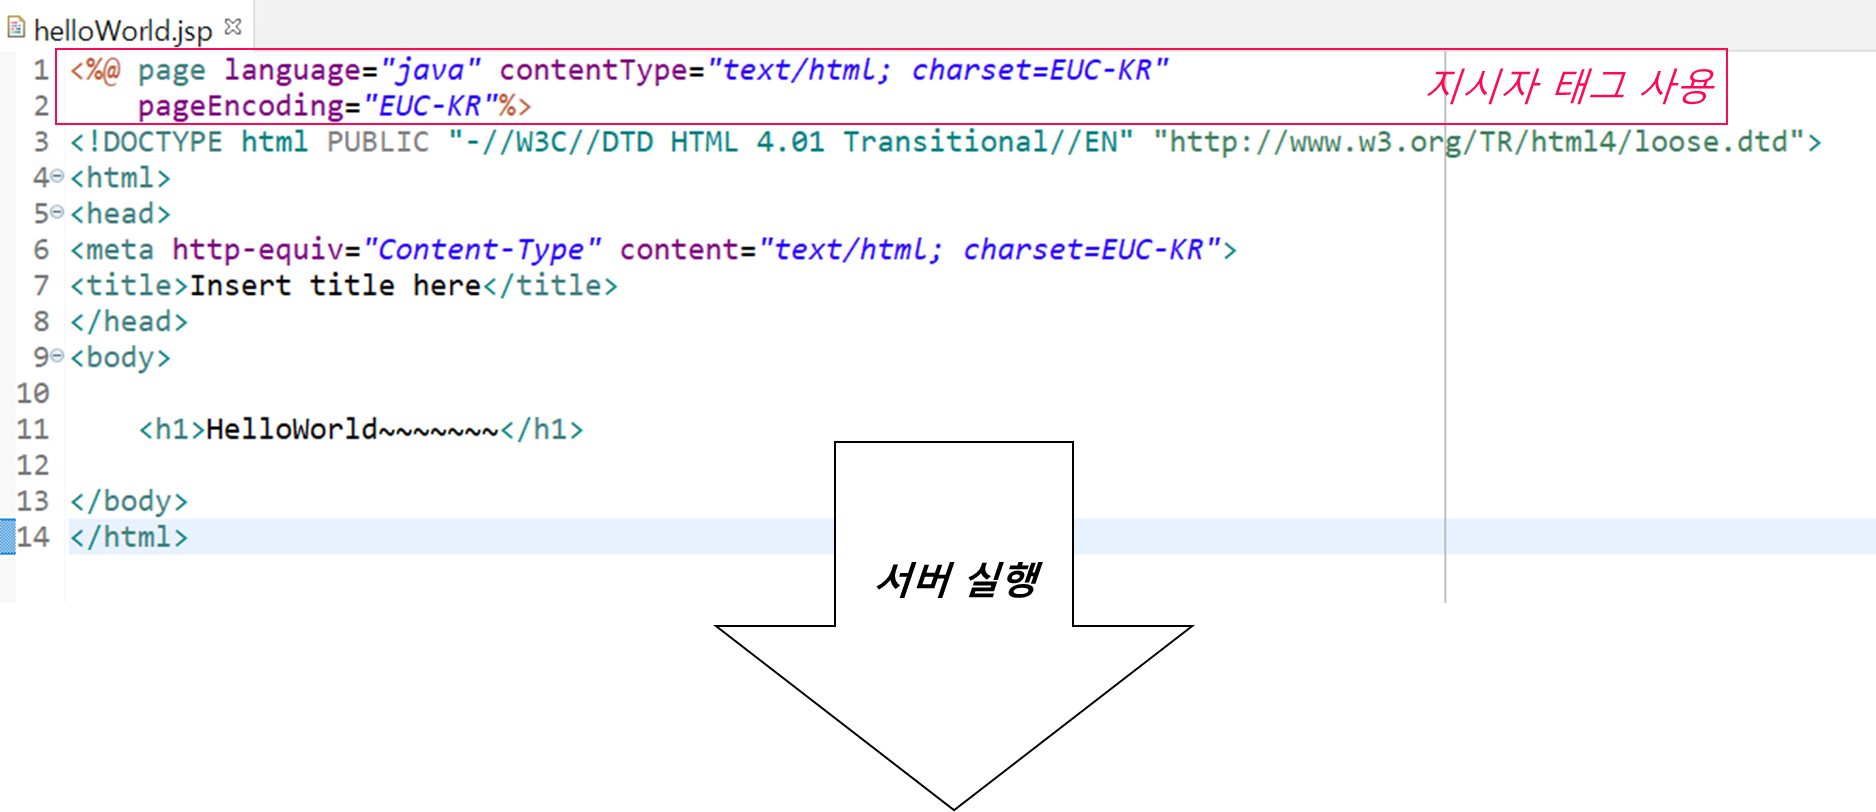 helloWorld.jsp
1 <%@ page language="java" contentType="text/html; charset=EUC-KR"
2     pageEncoding="EUC-KR"%>
지시자 태그 사용
3 <!DOCTYPE html PUBLIC "-//W3C//DTD HTML 4.01 Transitional//EN" "http://www.w3.org/TR/html4/loose.dtd">
4 <html>
5 <head>
6 <meta http-equiv="Content-Type" content="text/html; charset=EUC-KR">
7 <title>Insert title here</title>
8 </head>
9 <body>
10
11     <h1>HelloWorld~~~~~~~</h1>
12
13 </body>
14 </html>
서버 실행